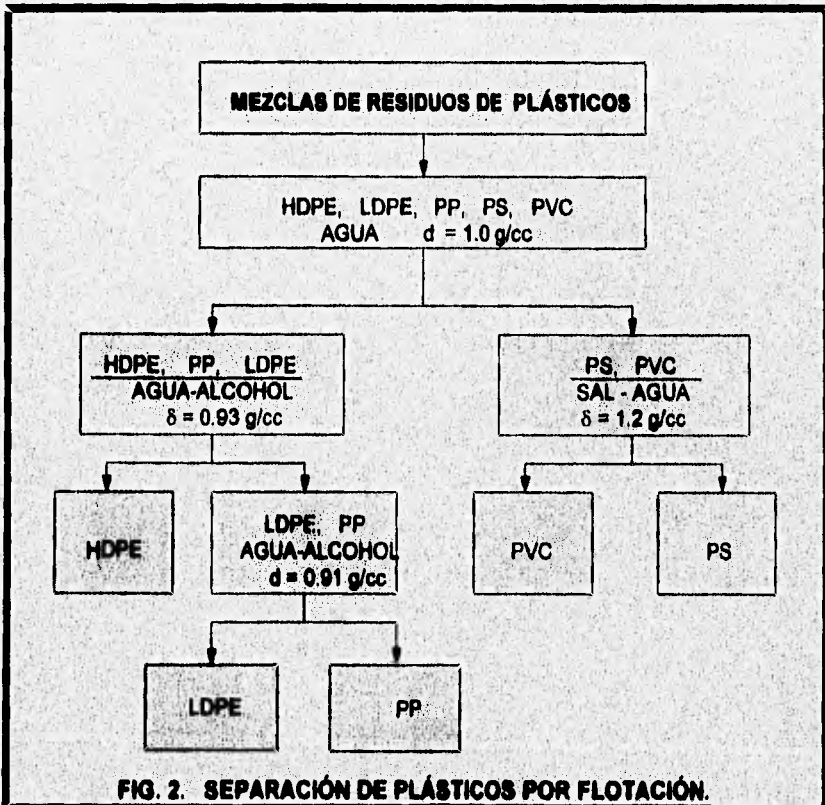 MEZCLAS DE RESIDUOS DE PLÁSTICOS
HDPE, LDPE, PP, PS, PVC
AGUA d = 1.0 g/cc
HDPE, PP, LDPE
AGUA-ALCOHOL
δ = 0.93 g/cc
PS, PVC
SAL - AGUA
δ = 1.2 g/cc
HDPE
LDPE, PP
AGUA-ALCOHOL
d = 0.91 g/cc
PVC
PS
LDPE
PP
FIG. 2. SEPARACIÓN DE PLÁSTICOS POR FLOTACIÓN.